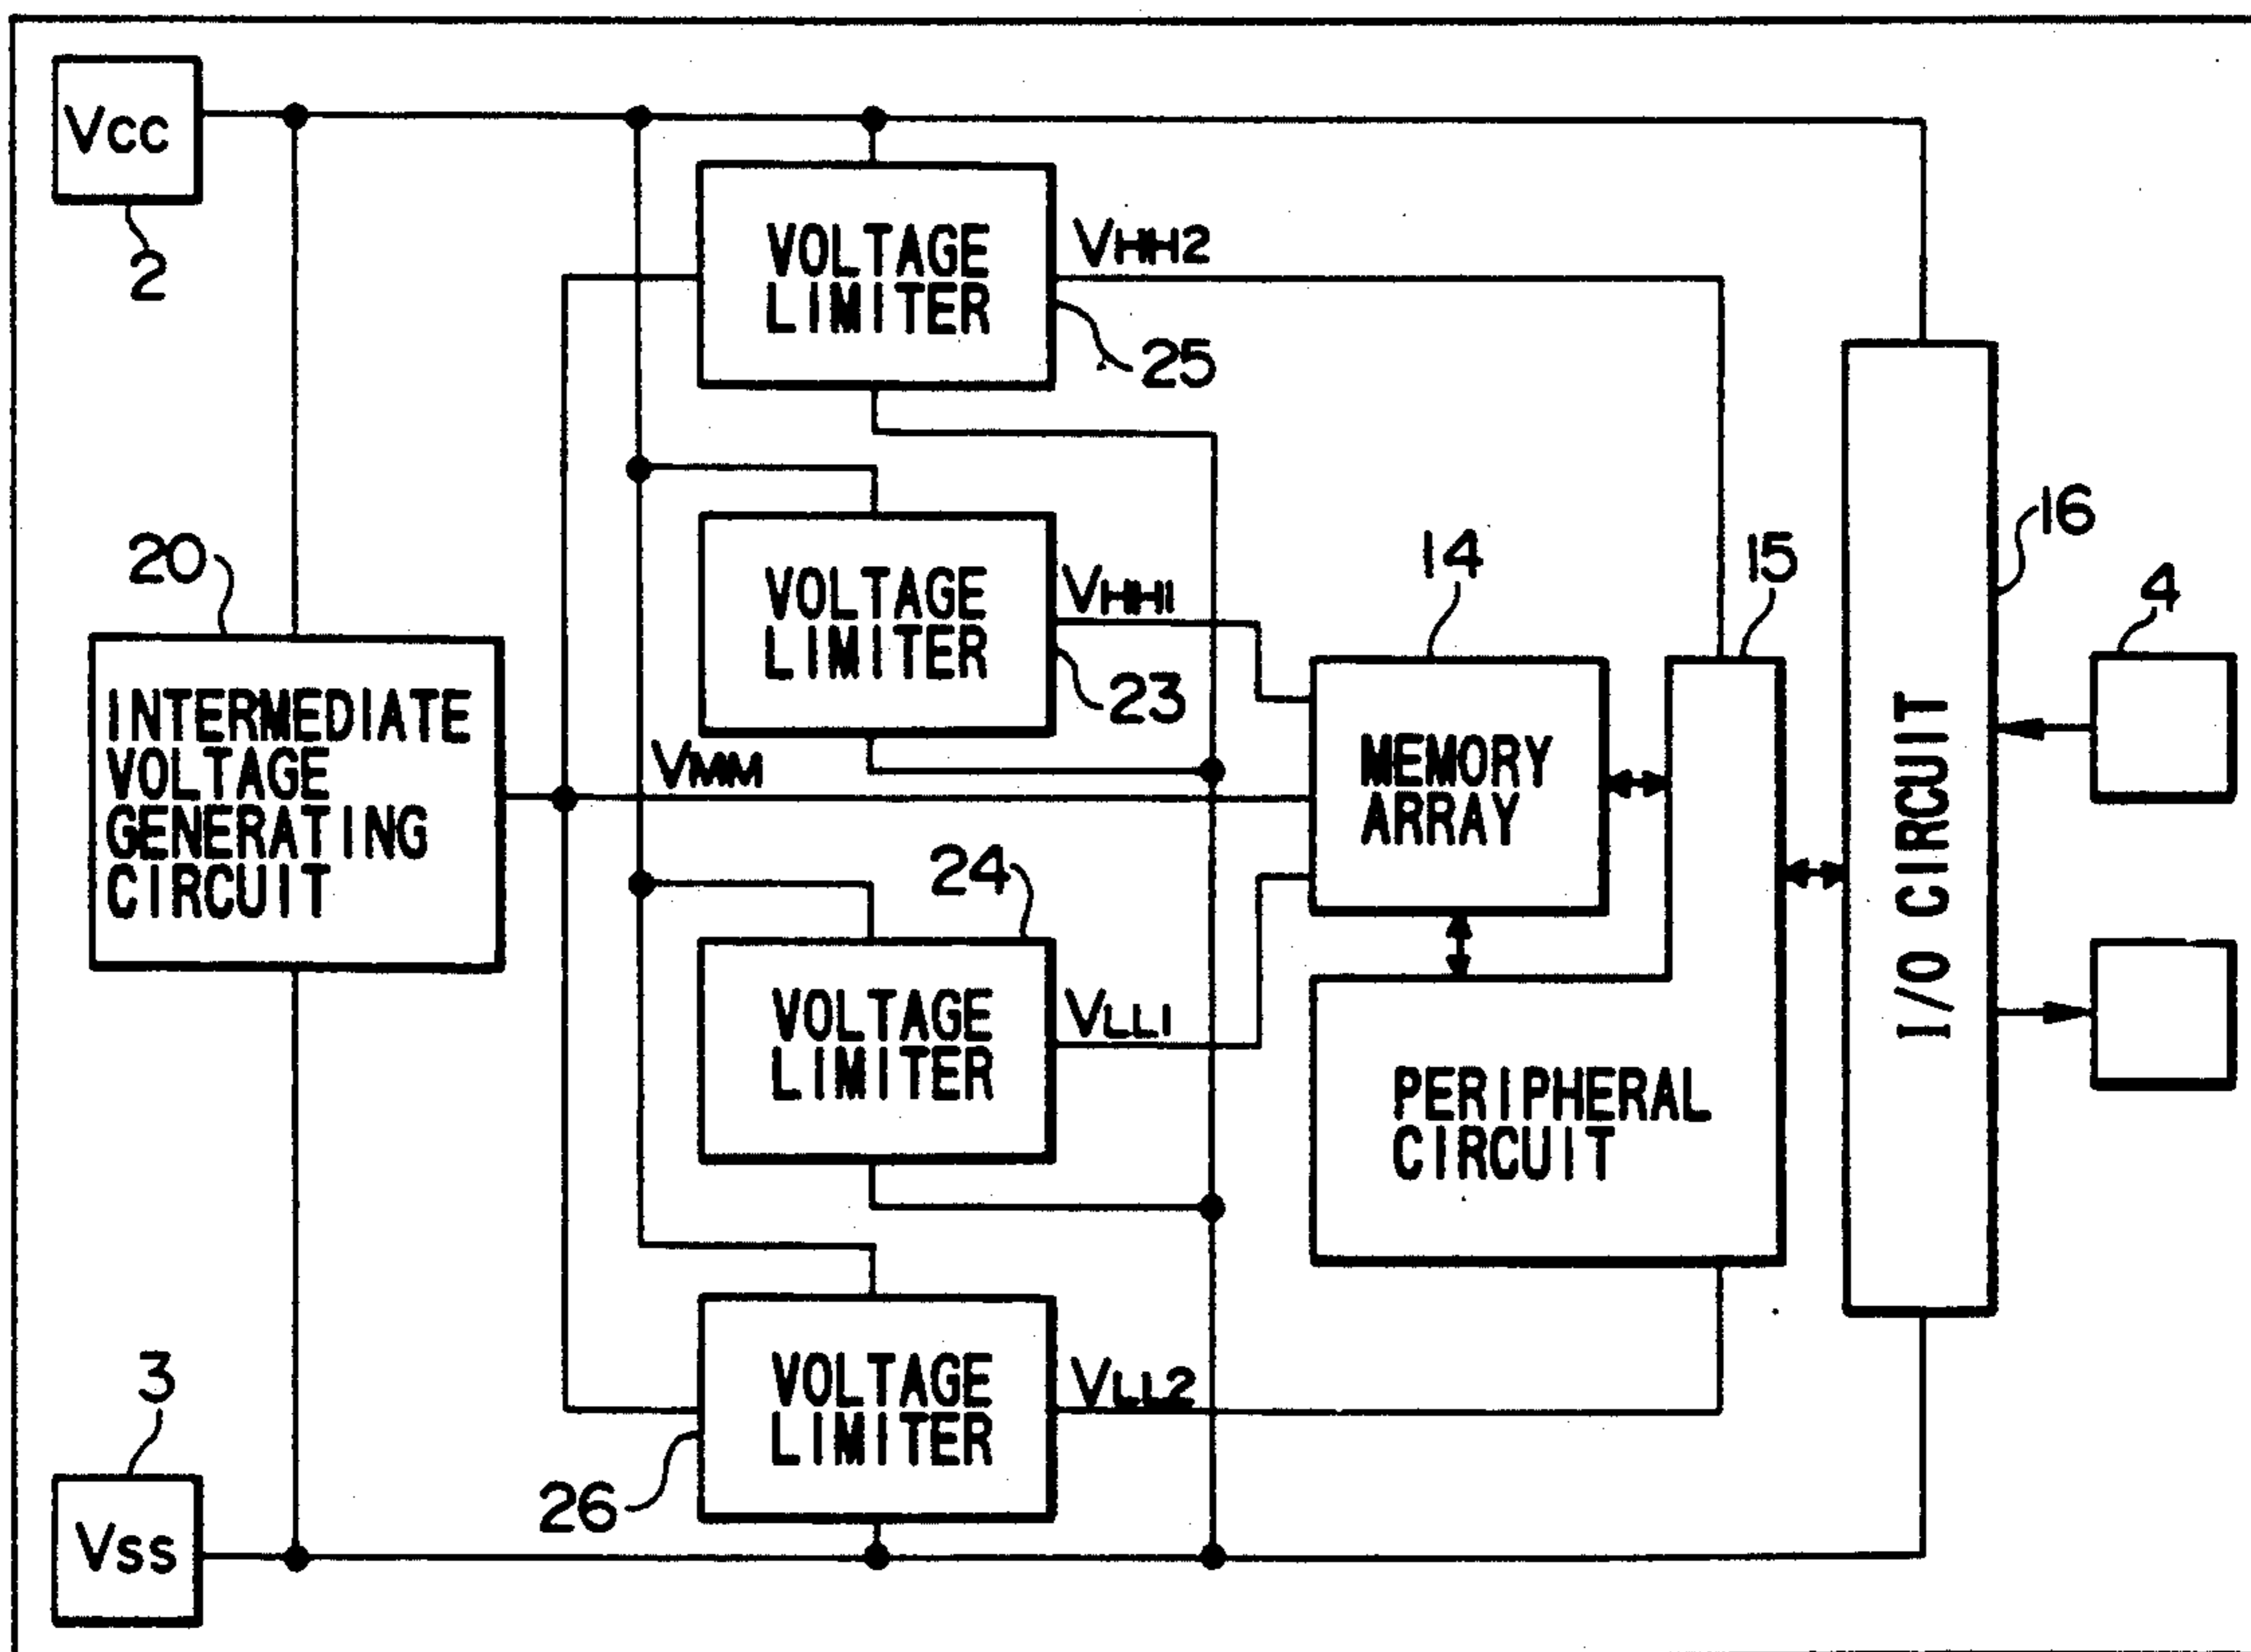 Vcc
2
VOLTAGE
LIMITER
VHH2
25
20
INTERMEDIATE
VOLTAGE
GENERATING
CIRCUIT
VOLTAGE
LIMITER
VHH1
23
VMM
14
MEMORY
ARRAY
15
16
I/O CIRCUIT
4
24
VOLTAGE
LIMITER
VLL1
PERIPHERAL
CIRCUIT
3
Vss
VOLTAGE
LIMITER
VLL2
26